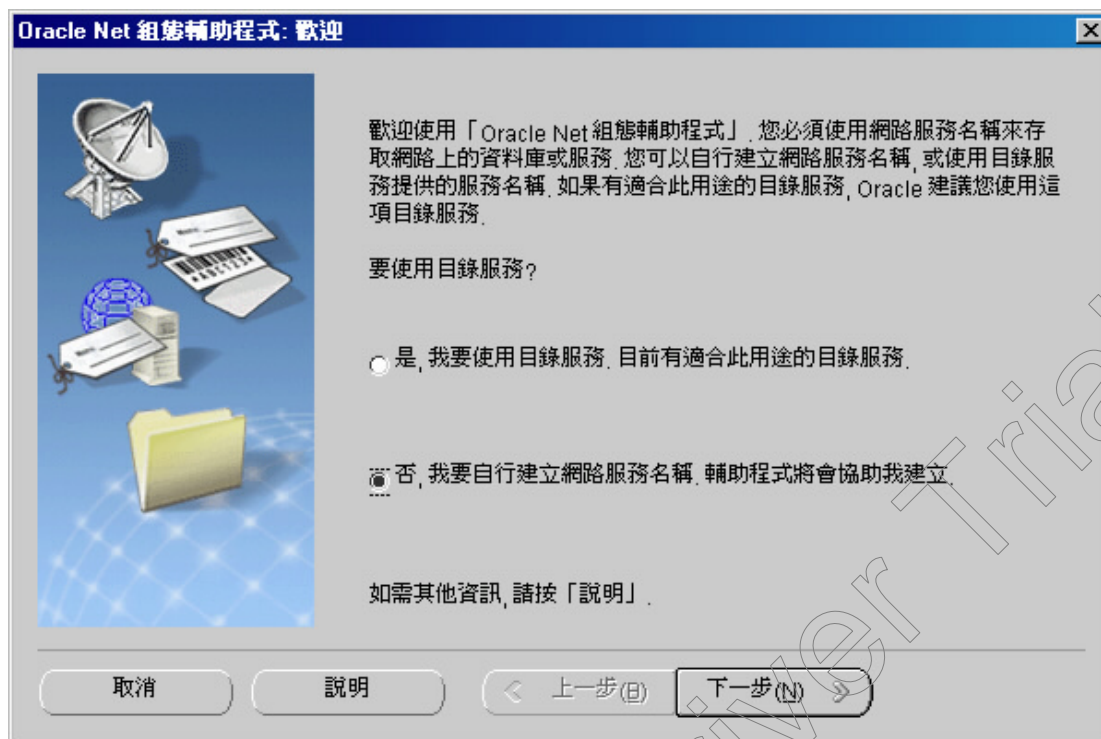 Oracle Net 組態輔助程式: 歡迎
歡迎使用「Oracle Net 組態輔助程式」. 您必須使用網路服務名稱來存
取網路上的資料庫或服務. 您可以自行建立網路服務名稱, 或使用目錄服
務提供的服務名稱. 如果有適合此用途的目錄服務, Oracle 建議您使用這
項目錄服務.
要使用目錄服務?
是, 我要使用目錄服務. 目前有適合此用途的目錄服務.
否, 我要自行建立網路服務名稱. 輔助程式將會協助我建立.
如需其他資訊, 請按「說明」.
取消
說明
上一步(B)
下一步(N)